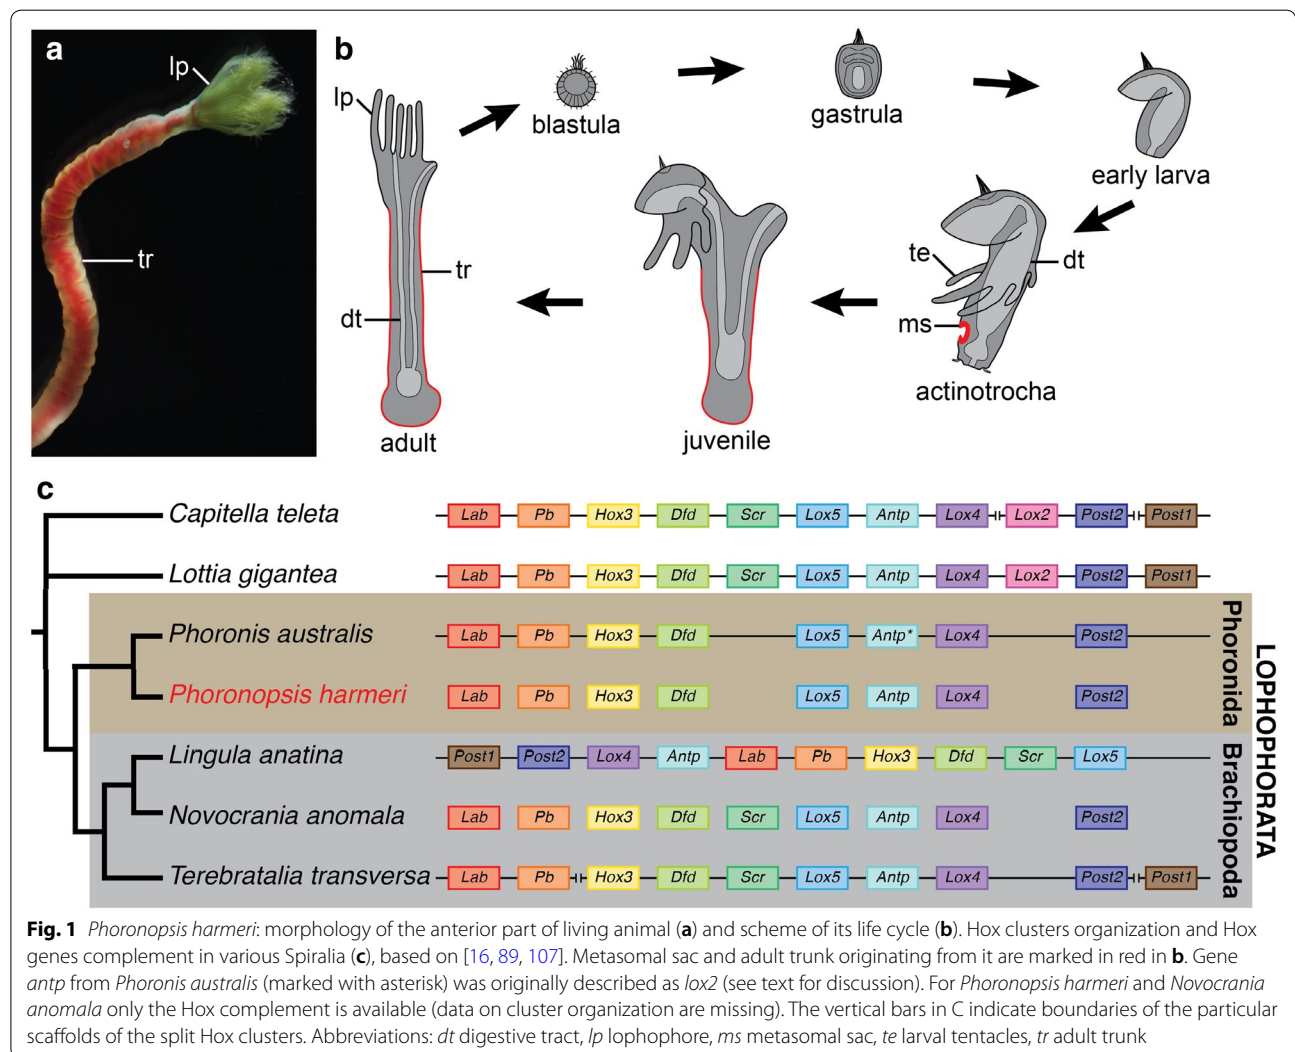 a
lp
tr
b
lp
blastula
gastrula
early larva
te
dt
ms
actinotrocha
tr
dt
juvenile
adult
c
Capitella teleta Lab Pb Hox3 Dfd Scr Lox5 Antp Lox4 Lox2 Post2 Post1
Lottia gigantea Lab Pb Hox3 Dfd Scr Lox5 Antp Lox4 Lox2 Post2 Post1
Phoronis australis Lab Pb Hox3 Dfd Lox5 Antp* Lox4 Post2
Phoronopsis harmeri Lab Pb Hox3 Dfd Lox5 Antp Lox4 Post2
Phoronida
Lingula anatina Post1 Post2 Lox4 Antp Lab Pb Hox3 Dfd Scr Lox5
Novocrania anomala Lab Pb Hox3 Dfd Scr Lox5 Antp Lox4 Post2
Terebratalia transversa Lab Pb Hox3 Dfd Scr Lox5 Antp Lox4 Post2 Post1
Brachiopoda
LOPHOPHORATA
Fig. 1 Phoronopsis harmeri: morphology of the anterior part of living animal (a) and scheme of its life cycle (b). Hox clusters organization and Hox
genes complement in various Spiralia (c), based on [16, 89, 107]. Metasomal sac and adult trunk originating from it are marked in red in b. Gene
antp from Phoronis australis (marked with asterisk) was originally described as lox2 (see text for discussion). For Phoronopsis harmeri and Novocrania
anomala only the Hox complement is available (data on cluster organization are missing). The vertical bars in C indicate boundaries of the particular
scaffolds of the split Hox clusters. Abbreviations: dt digestive tract, lp lophophore, ms metasomal sac, te larval tentacles, tr adult trunk